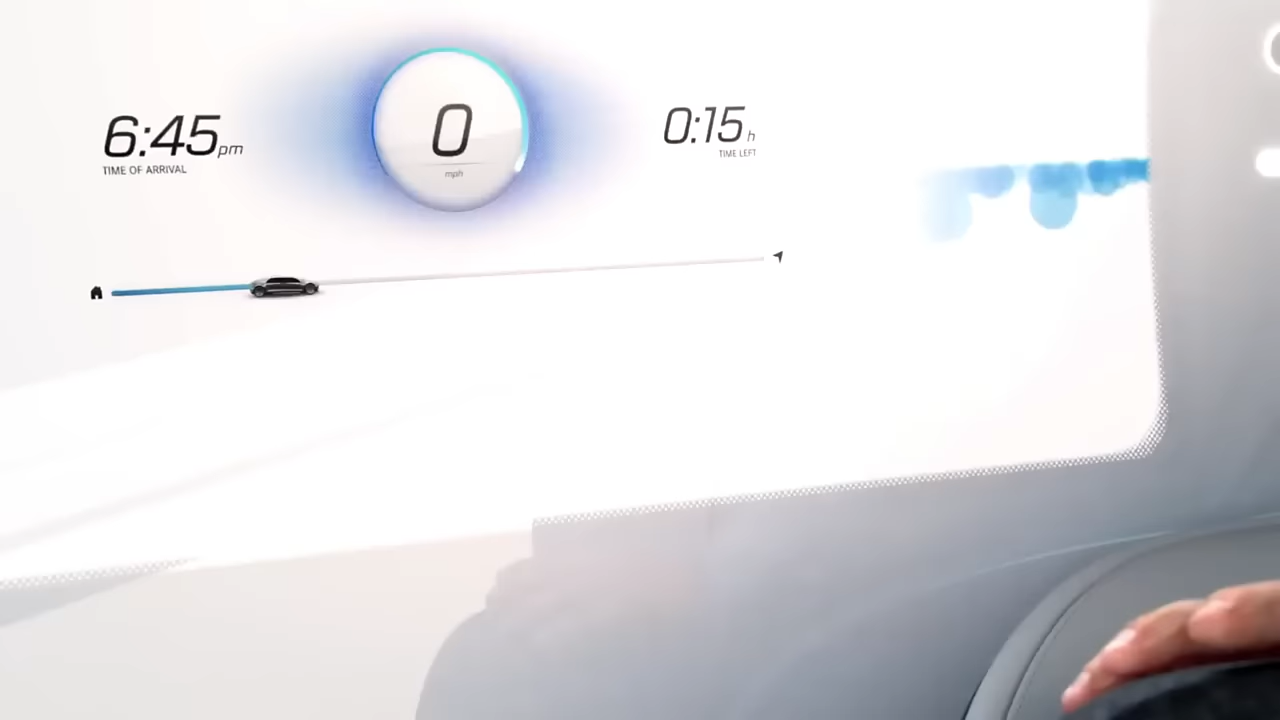 6:45pm
TIME OF ARRIVAL
0
mph
0:15h
TIME LEFT